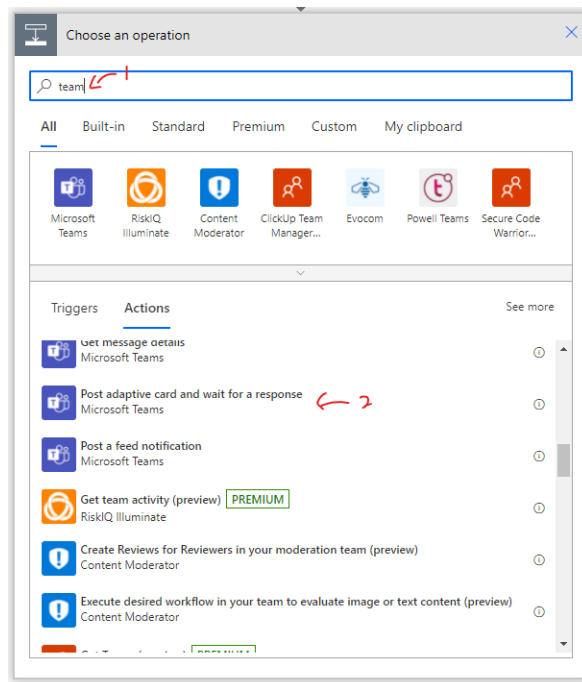 Choose an operation
team
1
All Built-in Standard Premium Custom My clipboard
Microsoft Teams
RiskIQ Illuminate
Content Moderator
ClickUp Team Manager...
Evocom
Powell Teams
Secure Code Warrior...
Triggers Actions See more
Get message details
Microsoft Teams
Post adaptive card and wait for a response
2
Microsoft Teams
Post a feed notification
Microsoft Teams
Get team activity (preview) PREMIUM
RiskIQ Illuminate
Create Reviews for Reviewers in your moderation team (preview)
Content Moderator
Execute desired workflow in your team to evaluate image or text content (preview)
Content Moderator